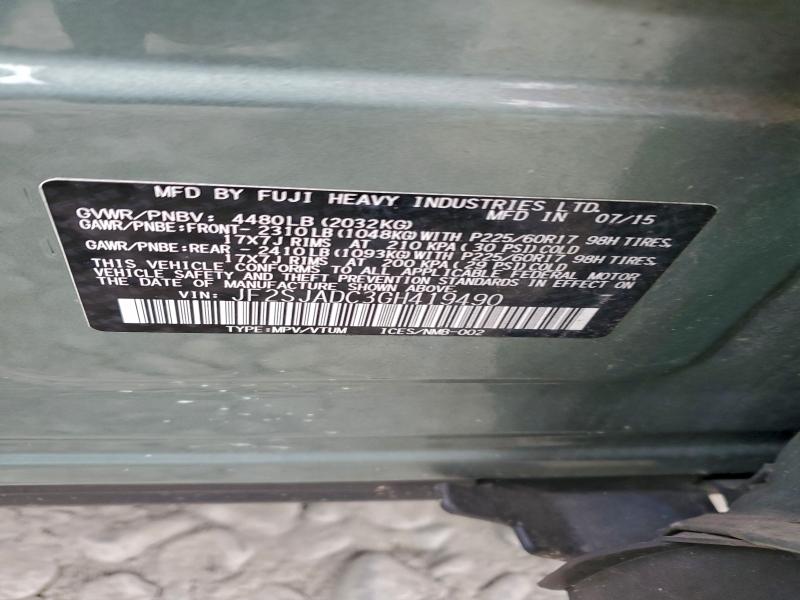 MFD BY FUJI HEAVY INDUSTRIES LTD.
GVWR/PNBV: 4480LB (2032KG) MFD IN 07/15
GAWR/PNBE:FRONT- 2310LB (1048KG) WITH P225/60R17 98H TIRES,
17X7J RIMS AT 210 KPA ( 30 PSI) COLD
GAWR/PNBE:REAR -2410LB (1093KG) WITH P225/60R17 98H TIRES,
17X7J RIMS AT 200 KPA ( 29 PSI) COLD
THIS VEHICLE CONFORMS TO ALL APPLICABLE FEDERAL MOTOR
VEHICLE SAFETY AND THEFT PREVENTION STANDARDS IN EFFECT ON
THE DATE OF MANUFACTURE SHOWN ABOVE.
VIN: JF2SJADC3GH419490
TYPE:MPV/VTUM ICES/NMB-002